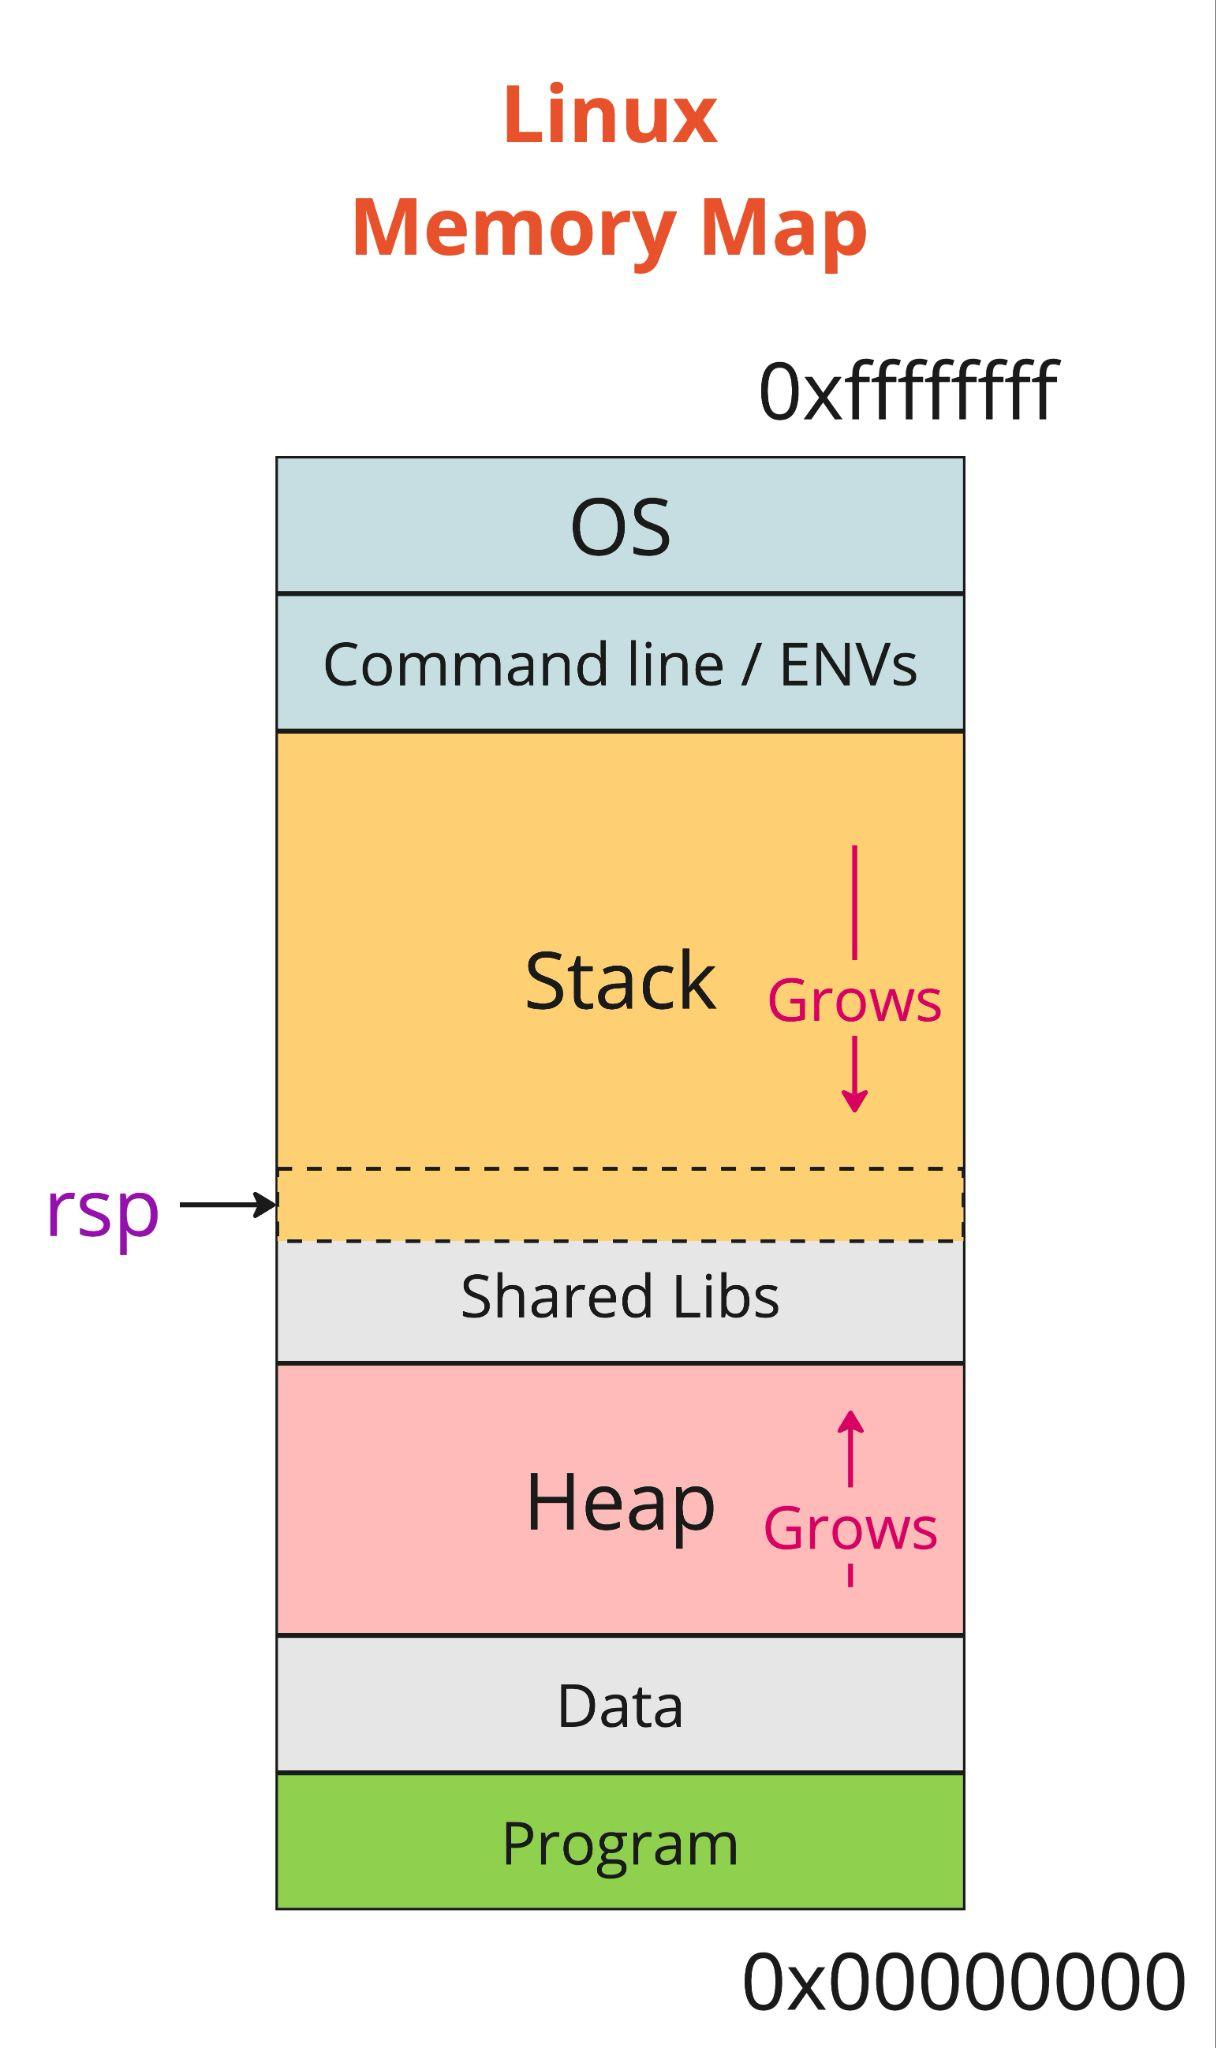 Linux
Memory Map
0xffffffff
OS
Command line / ENVs
Stack
Grows
rsp
Shared Libs
Heap
Grows
Data
Program
0x00000000